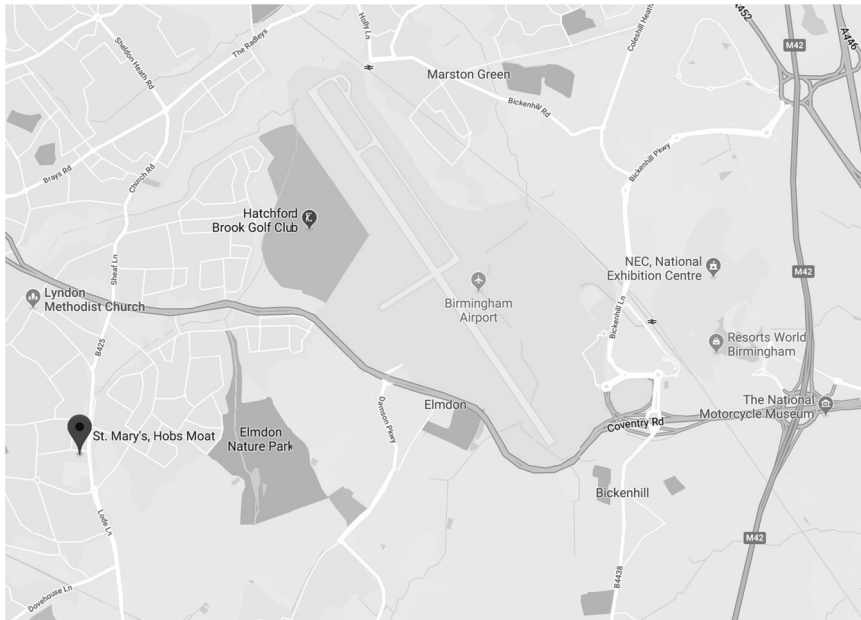 Sheldon Heath Rd
The Radleys
Holly Ln
Marston Green
Coleshill Heath
A452
M42
A446
Bickenhill Rd
Brays Rd
Church Rd
Bickenhill Pkwy
Hatchford
Brook Golf Club
Sheaf Ln
NEC, National
Exhibition Centre
M42
Lyndon
Methodist Church
Birmingham
Airport
Bickenhill Ln
Resorts World
Birmingham
B425
Damson Pkwy
Elmdon
The National
Motorcycle Museum
Coventry Rd
St. Mary's, Hobs Moat
Elmdon
Nature Park
Bickenhill
Lode Ln
M42
B4438
Dovehouse Ln